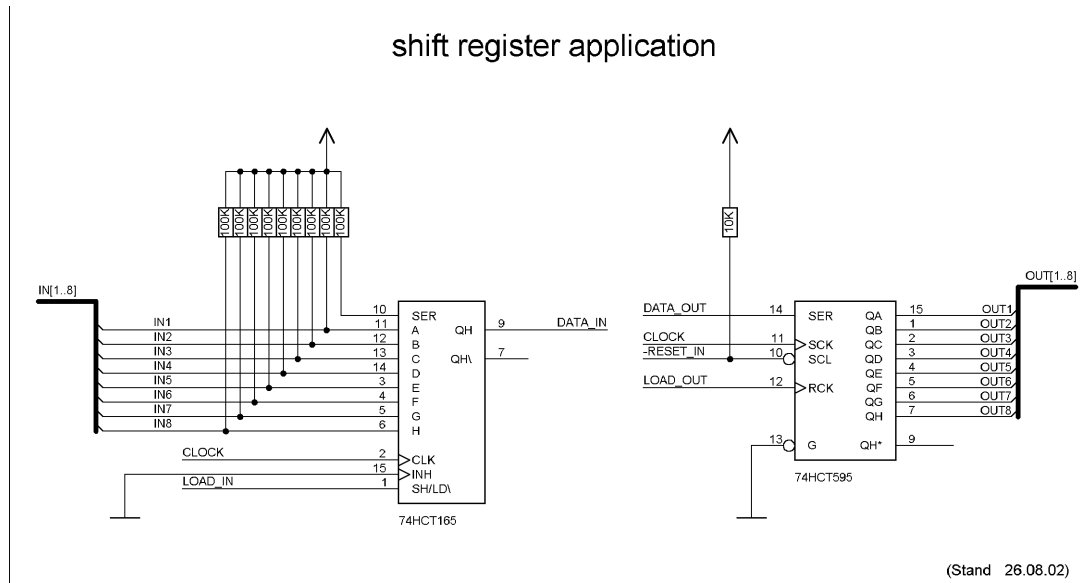 shift register application
100K 100K 100K 100K 100K 100K 100K 100K 100K
10K
IN[1..8]
IN1
IN2
IN3
IN4
IN5
IN6
IN7
IN8
CLOCK
LOAD_IN
10 SER
11 A
12 B
13 C
14 D
3 E
4 F
5 G
6 H
2 CLK
15 INH
1 SH/LD\
QH 9 DATA_IN
QH\ 7
74HCT165
DATA_OUT 14 SER
CLOCK 11 SCK
-RESET_IN 10 SCL
LOAD_OUT 12 RCK
13 G
QA 15 OUT1
QB 1 OUT2
QC 2 OUT3
QD 3 OUT4
QE 4 OUT5
QF 5 OUT6
QG 6 OUT7
QH 7 OUT8
QH* 9
OUT[1..8]
74HCT595
(Stand 26.08.02)